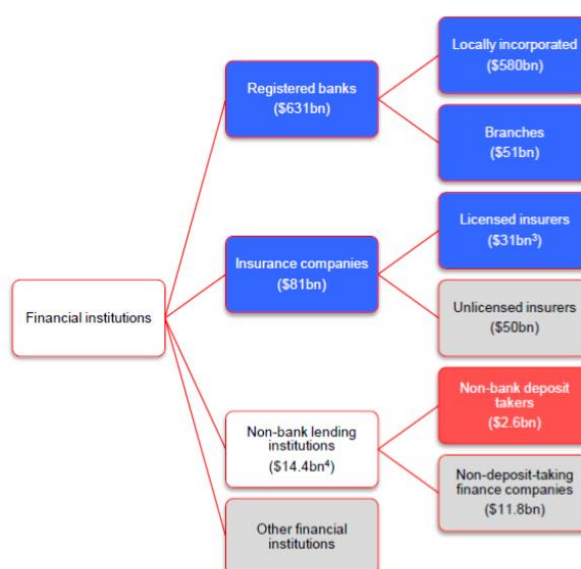 Financial institutions
Registered banks
($631bn)
Locally incorporated
($580bn)
Branches
($51bn)
Insurance companies
($81bn)
Licensed insurers
($31bn³)
Unlicensed insurers
($50bn)
Non-bank lending
institutions
($14.4bn⁴)
Non-bank deposit
takers
($2.6bn)
Non-deposit-taking
finance companies
($11.8bn)
Other financial
institutions